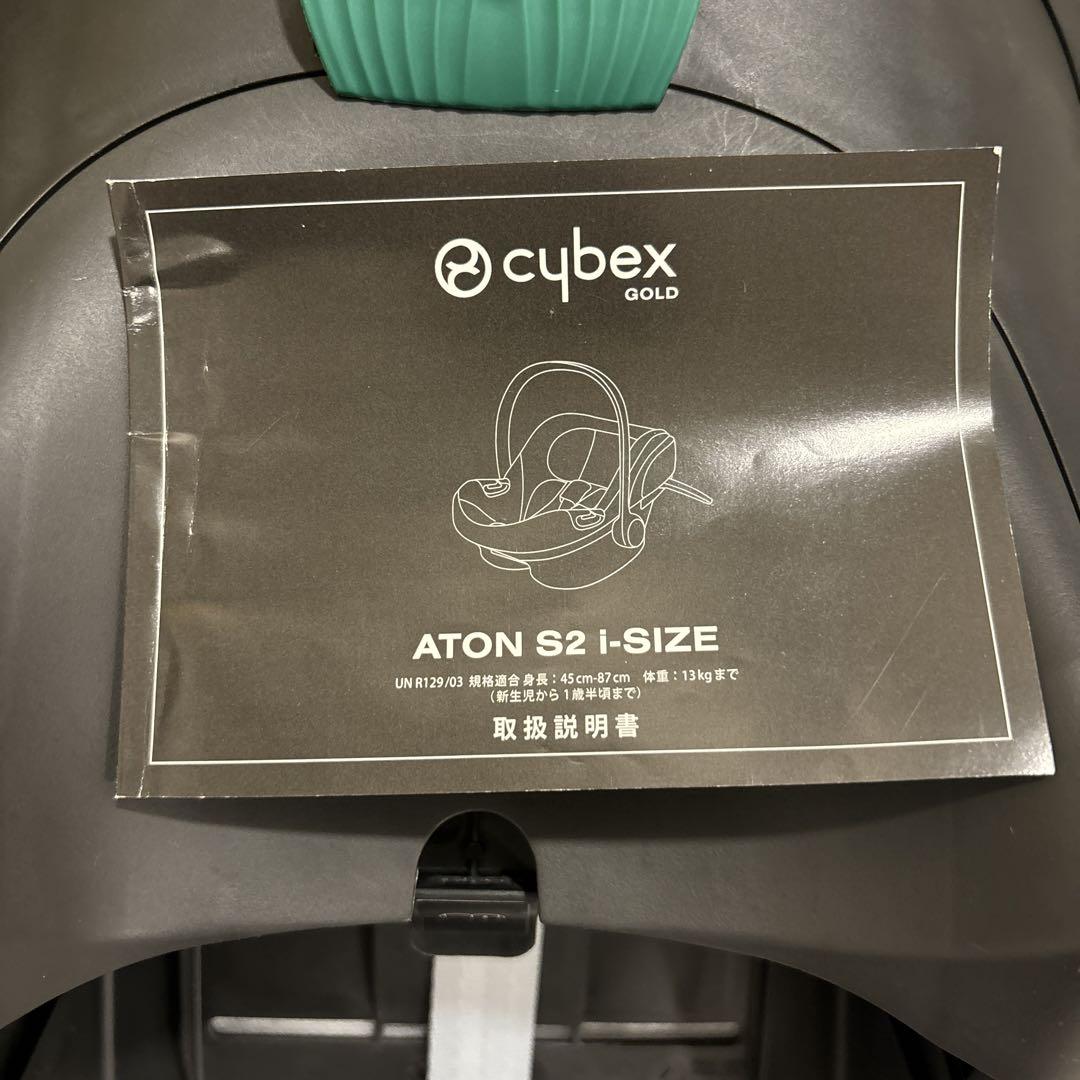 cybex
GOLD
ATON S2 i-SIZE
UN R129/03 規格適合 身長：45cm-87cm 体重：13kgまで
（新生児から1歳半頃まで）
取扱説明書